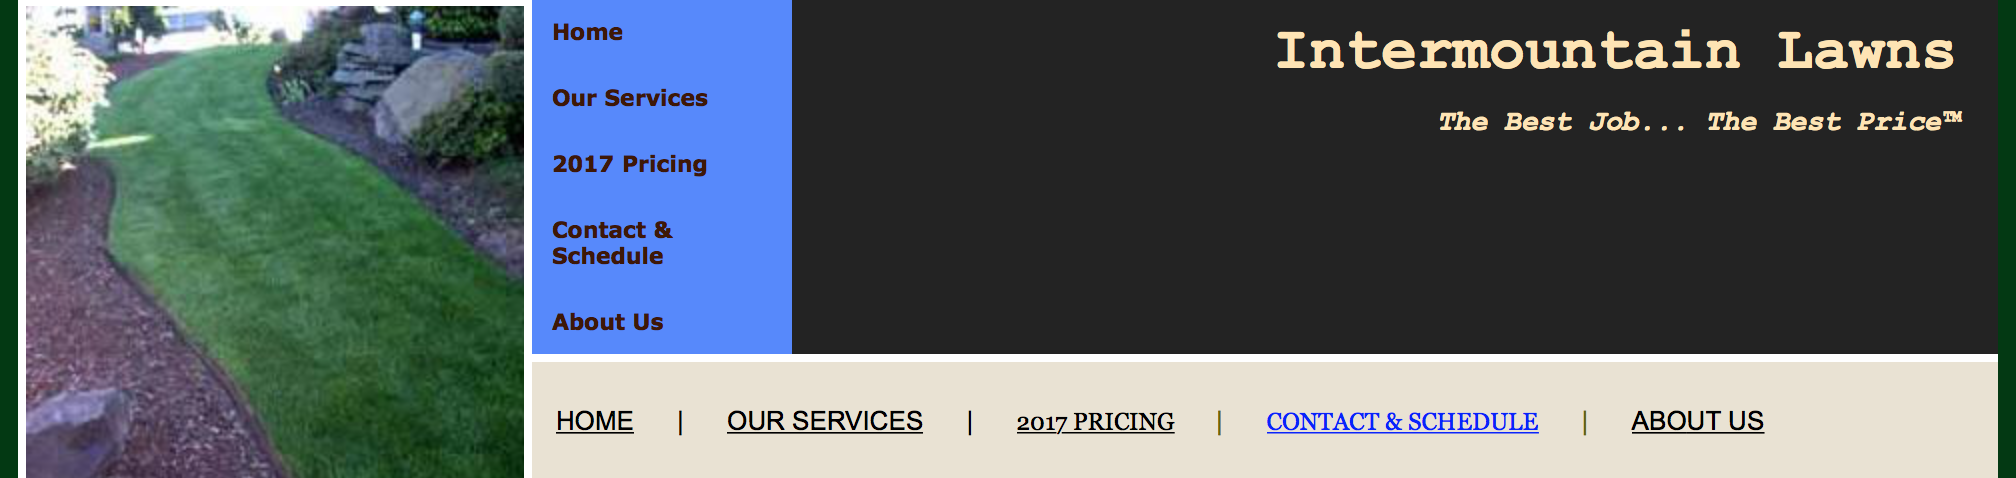 Home
Our Services
2017 Pricing
Contact &
Schedule
About Us
Intermountain Lawns
The Best Job... The Best Price™
HOME | OUR SERVICES | 2017 PRICING | CONTACT & SCHEDULE | ABOUT US